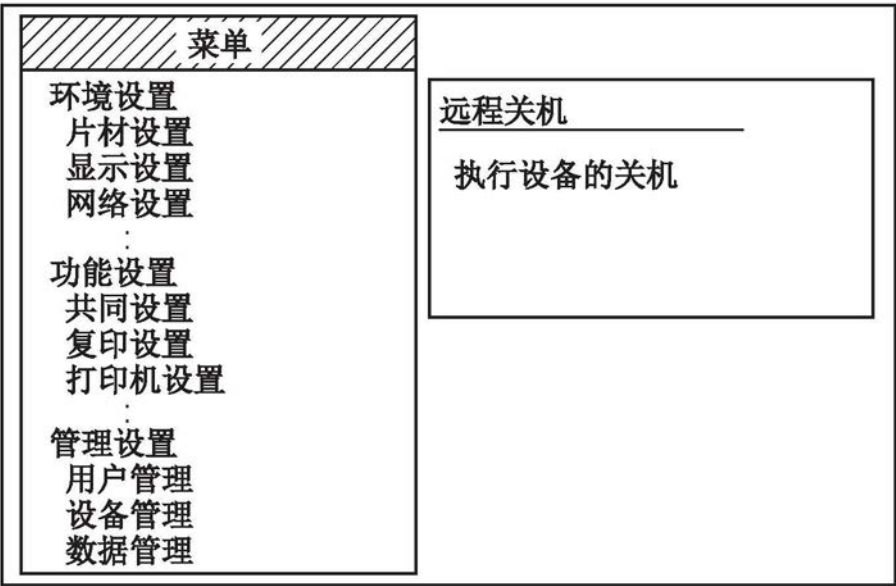 菜单
环境设置
片材设置
显示设置
网络设置
⋮
功能设置
共同设置
复印设置
打印机设置
⋮
管理设置
用户管理
设备管理
数据管理
远程关机
执行设备的关机